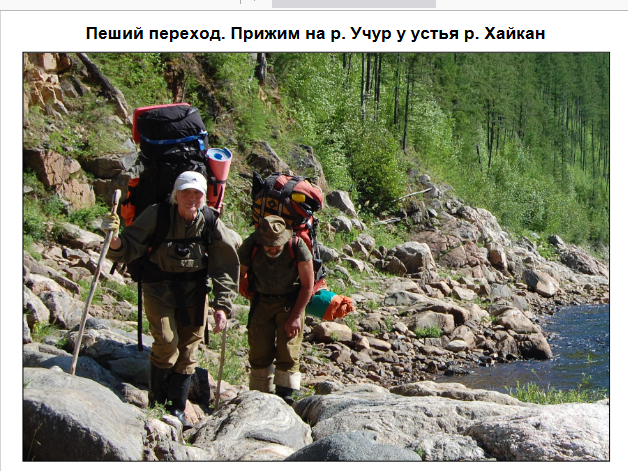 Пеший переход. Прижим на р. Учур у устья р. Хайкан